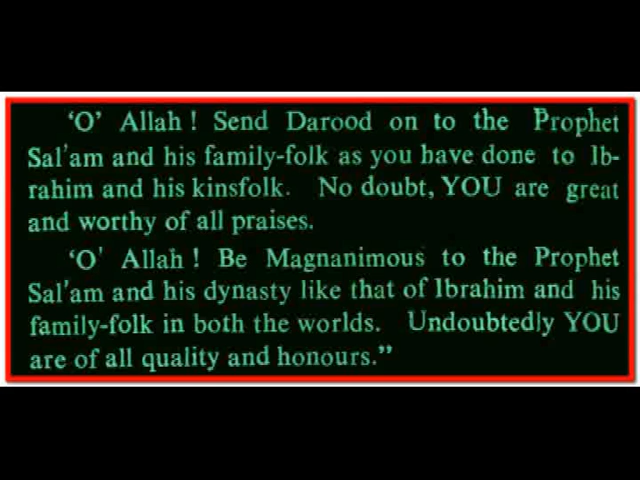 'O' Allah! Send Darood on to the Prophet
Sal'am and his family-folk as you have done to Ib-
rahim and his kinsfolk. No doubt, YOU are great
and worthy of all praises.
'O' Allah! Be Magnanimous to the Prophet
Sal'am and his dynasty like that of Ibrahim and his
family-folk in both the worlds. Undoubtedly YOU
are of all quality and honours."